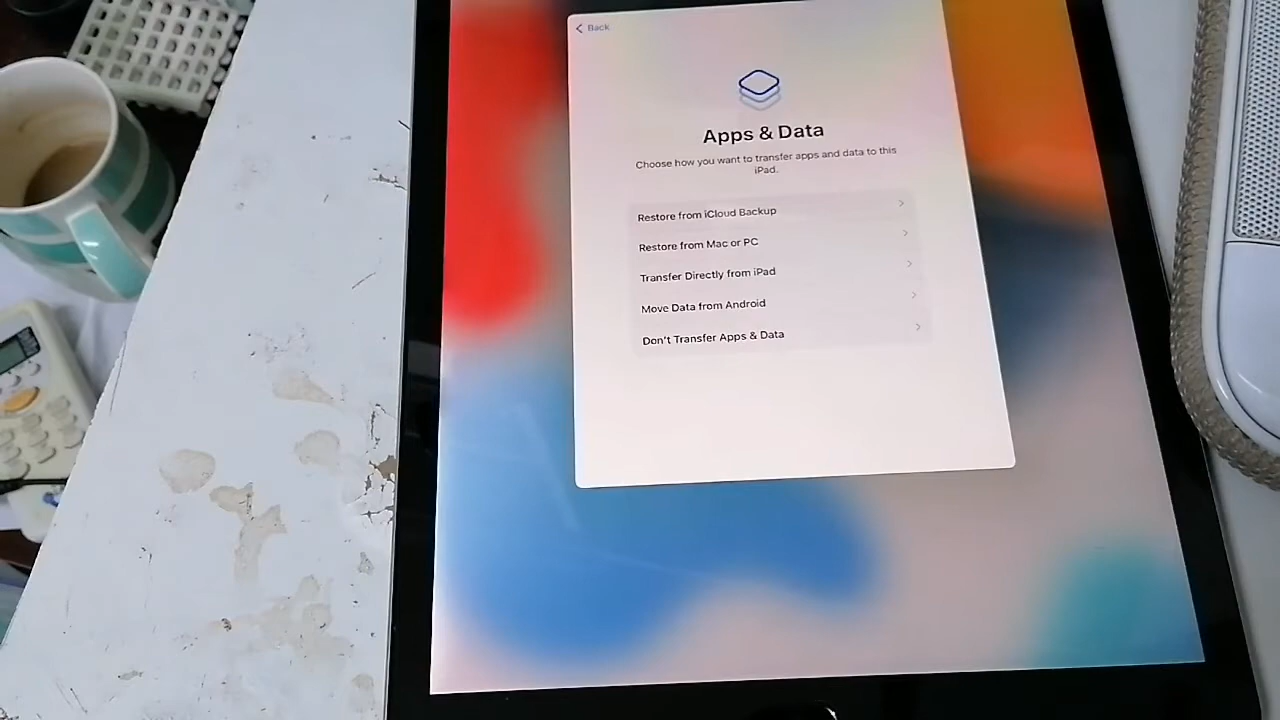 Back
Apps & Data
Choose how you want to transfer apps and data to this
iPad.
Restore from iCloud Backup
Restore from Mac or PC
Transfer Directly from iPad
Move Data from Android
Don't Transfer Apps & Data